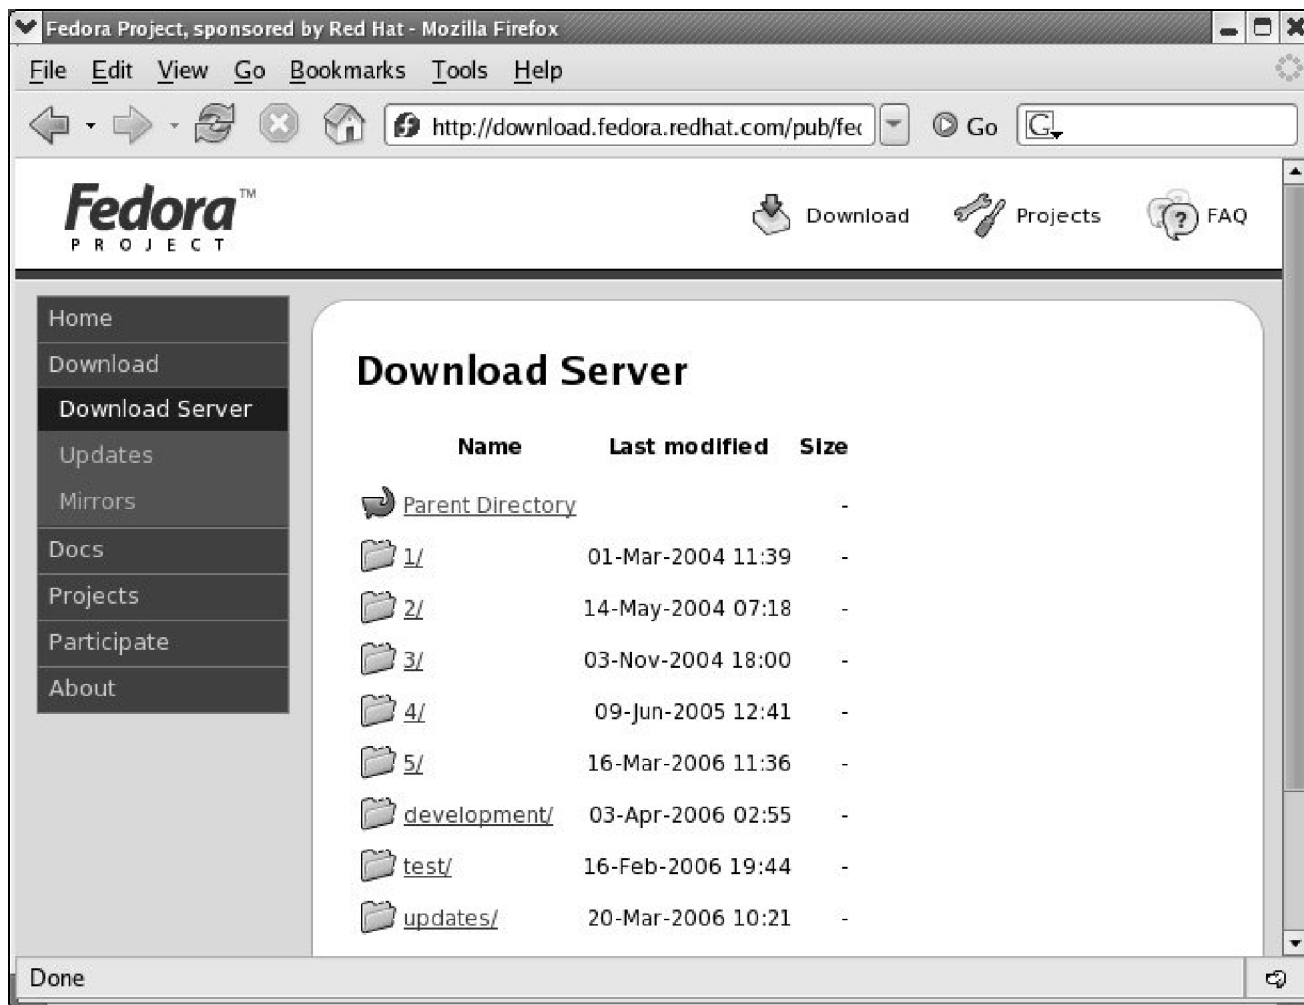 Fedora Project, sponsored by Red Hat - Mozilla Firefox
File Edit View Go Bookmarks Tools Help
http://download.fedora.redhat.com/pub/fec Go G
Fedora™
PROJECT
Download Projects ? FAQ
Home
Download
Download Server
Updates
Mirrors
Docs
Projects
Participate
About
Download Server
Name Last modified Size
Parent Directory -
1/ 01-Mar-2004 11:39 -
2/ 14-May-2004 07:18 -
3/ 03-Nov-2004 18:00 -
4/ 09-Jun-2005 12:41 -
5/ 16-Mar-2006 11:36 -
development/ 03-Apr-2006 02:55 -
test/ 16-Feb-2006 19:44 -
updates/ 20-Mar-2006 10:21 -
Done